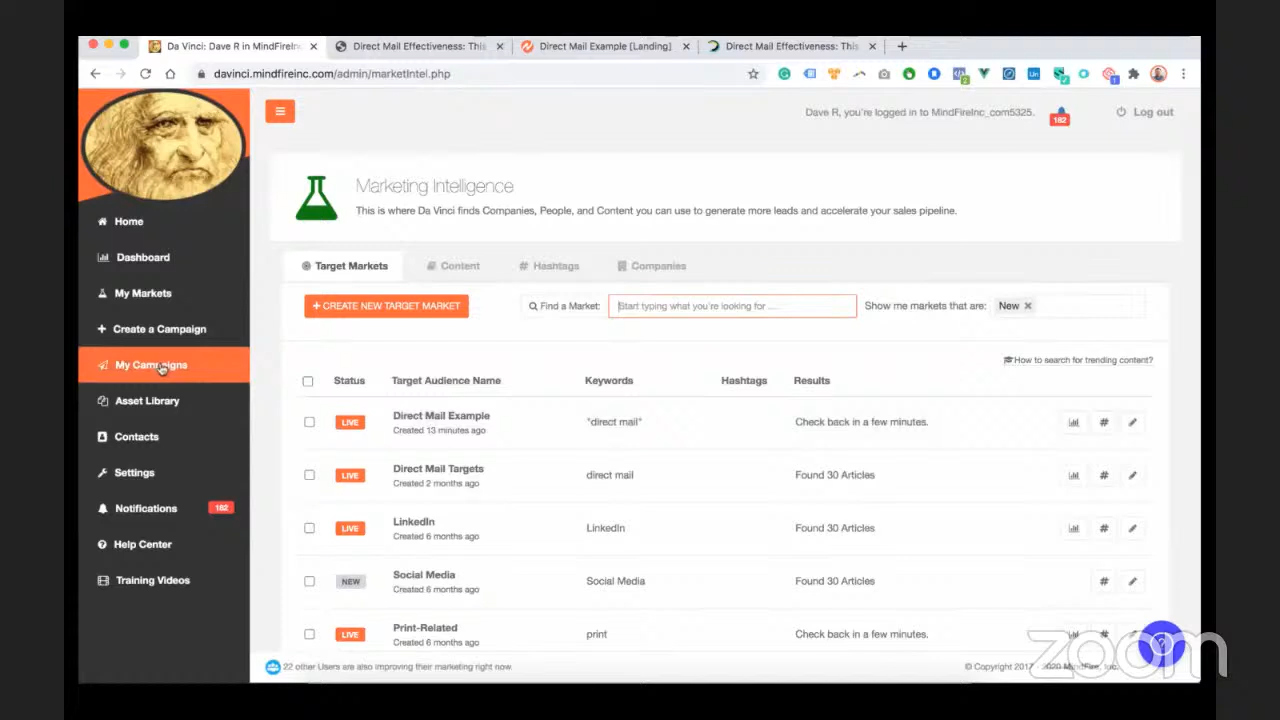 Da Vinci: Dave R in MindFireInc
Direct Mail Effectiveness: This
Direct Mail Example [Landing]
Direct Mail Effectiveness: This
davinci.mindfireinc.com/admin/marketIntel.php
Dave R, you're logged in to MindFireInc_com5325.
182
Log out
Marketing Intelligence
This is where Da Vinci finds Companies, People, and Content you can use to generate more leads and accelerate your sales pipeline.
Home
Dashboard
My Markets
Create a Campaign
My Campaigns
Asset Library
Contacts
Settings
Notifications 182
Help Center
Training Videos
Target Markets Content # Hashtags Companies
+ CREATE NEW TARGET MARKET Find a Market: Start typing what you're looking for .... Show me markets that are: New ×
How to search for trending content?
Status Target Audience Name Keywords Hashtags Results
LIVE Direct Mail Example "direct mail" Check back in a few minutes. #
Created 13 minutes ago
LIVE Direct Mail Targets direct mail Found 30 Articles #
Created 2 months ago
LIVE LinkedIn LinkedIn Found 30 Articles #
Created 6 months ago
NEW Social Media Social Media Found 30 Articles #
Created 6 months ago
LIVE Print-Related print Check back in a few minutes. #
Created 6 months ago
22 other Users are also improving their marketing right now.
© Copyright 2017 - 2020 MindFire, Inc.
zoom